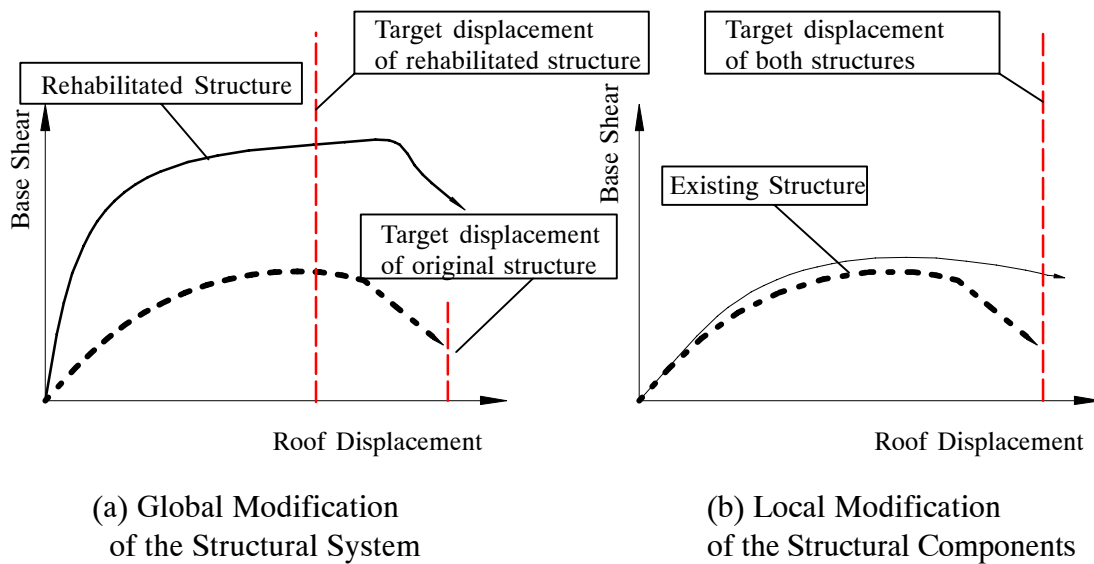 Target displacement
of rehabilitated structure
Rehabilitated Structure
Base Shear
Target displacement
of original structure
Roof Displacement
(a) Global Modification
of the Structural System
Target displacement
of both structures
Base Shear
Existing Structure
Roof Displacement
(b) Local Modification
of the Structural Components